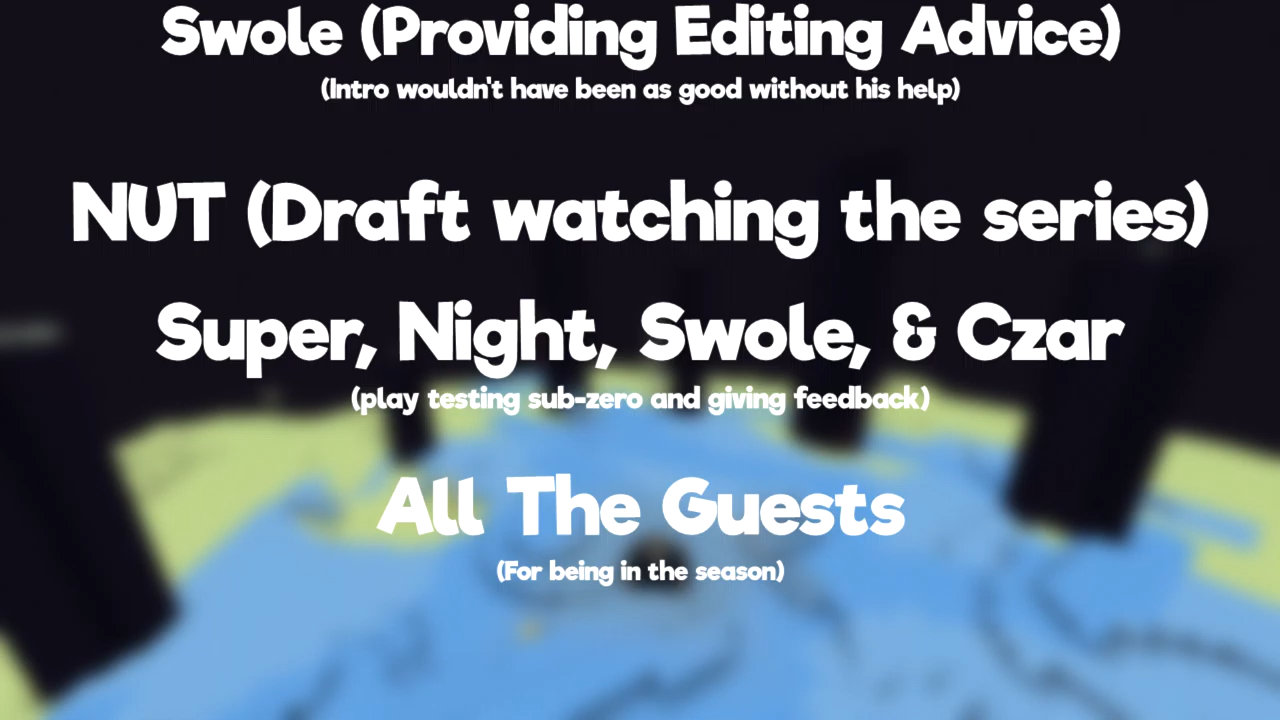 Swole (Providing Editing Advice)
(Intro wouldn't have been as good without his help)
NUT (Draft watching the series)
Super, Night, Swole, & Czar
(play testing sub-zero and giving feedback)
All The Guests
(For being in the season)